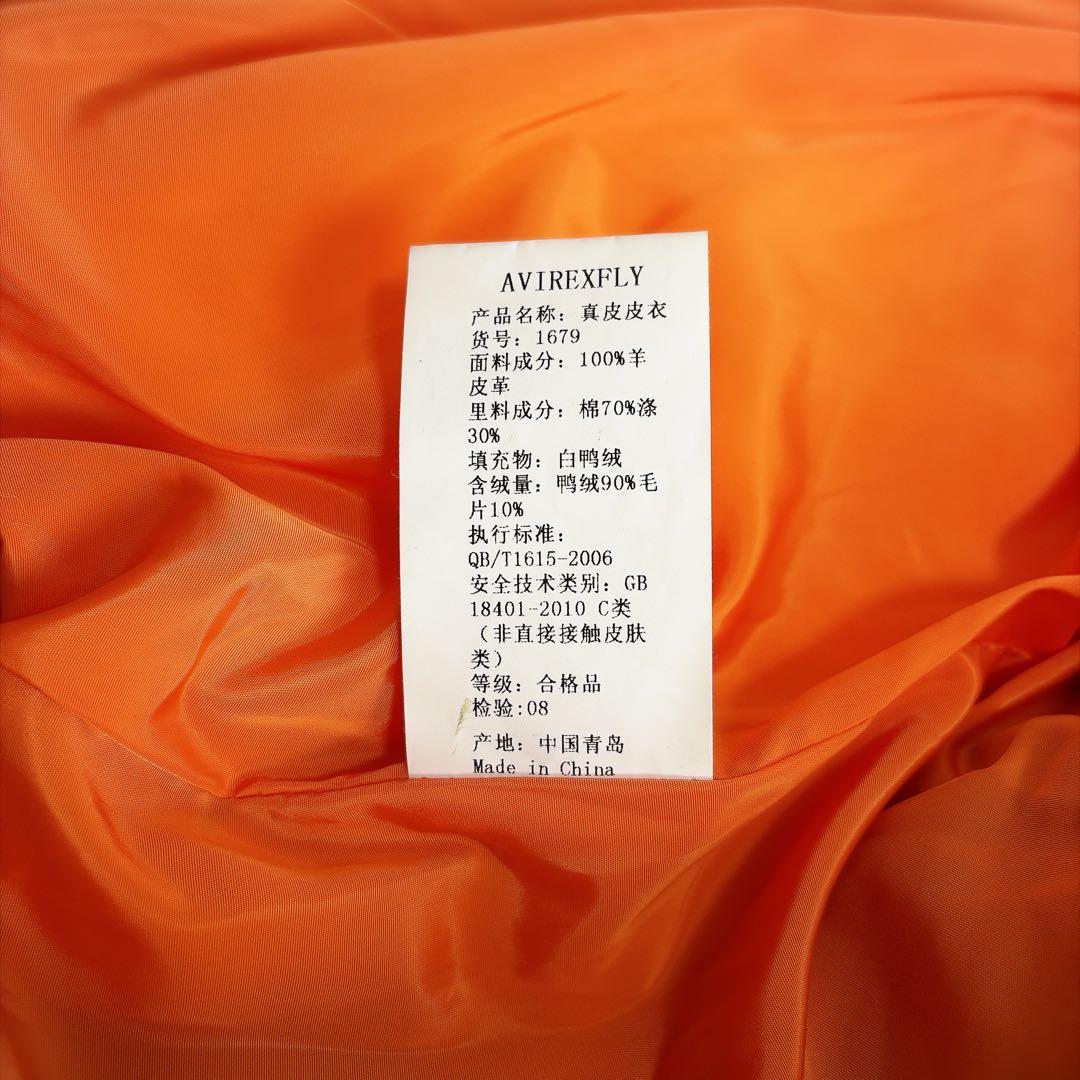 AVIREXFLY
产品名称：真皮皮衣
货号：1679
面料成分：100%羊
皮革
里料成分：棉70%涤
30%
填充物：白鸭绒
含绒量：鸭绒90%毛
片10%
执行标准：
QB/T1615-2006
安全技术类别：GB
18401-2010 C类
（非直接接触皮肤
类）
等级：合格品
检验:08
产地：中国青岛
Made in China